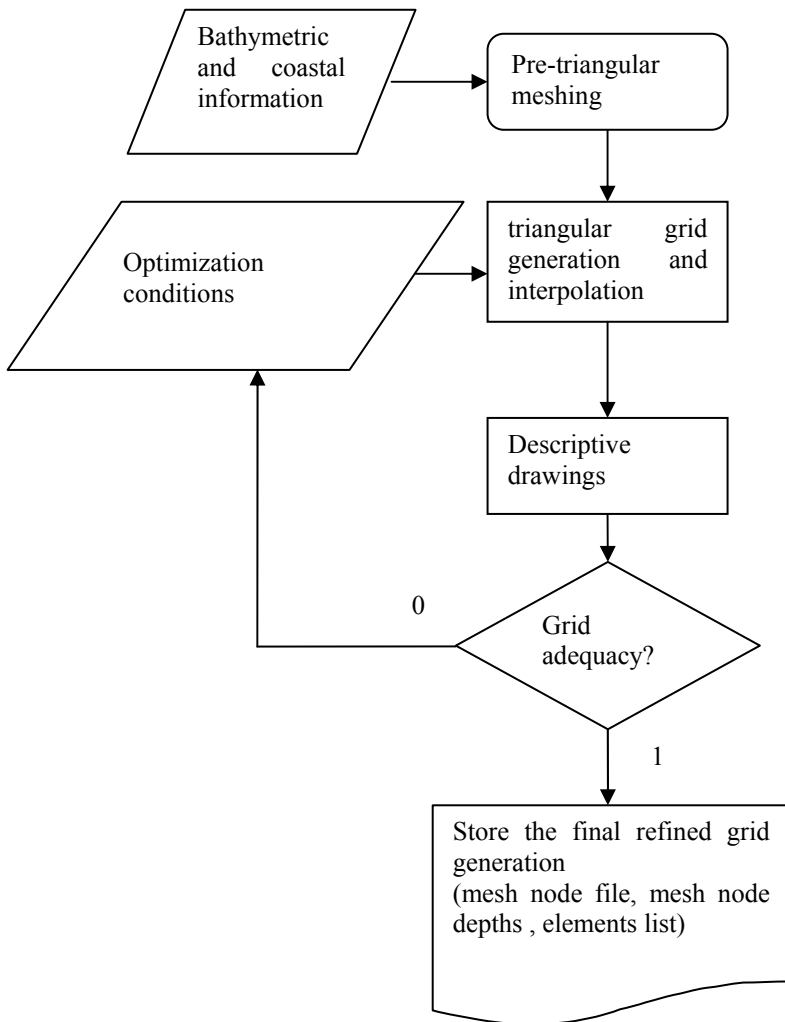 Bathymetric
and coastal
information
Pre-triangular
meshing
Optimization
conditions
triangular grid
generation and
interpolation
Descriptive
drawings
0
Grid
adequacy?
1
Store the final refined grid
generation
(mesh node file, mesh node
depths , elements list)